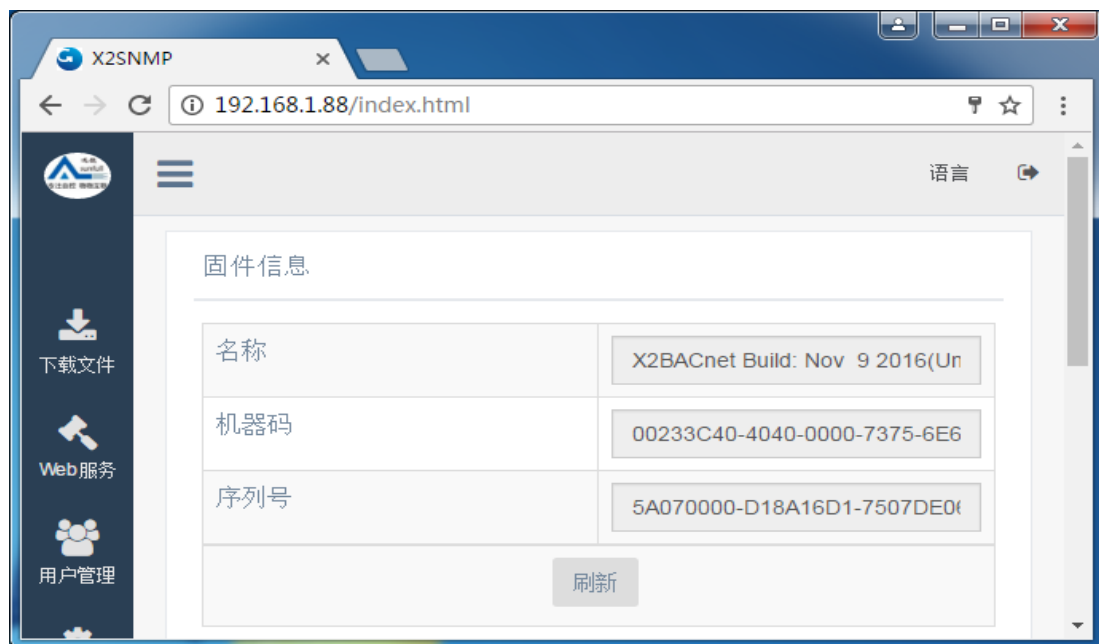 X2SNMP
192.168.1.88/index.html
语言
固件信息
下载文件
名称
X2BACnet Build: Nov 9 2016(Un
机器码
00233C40-4040-0000-7375-6E6
Web服务
序列号
5A070000-D18A16D1-7507DE0
用户管理
刷新